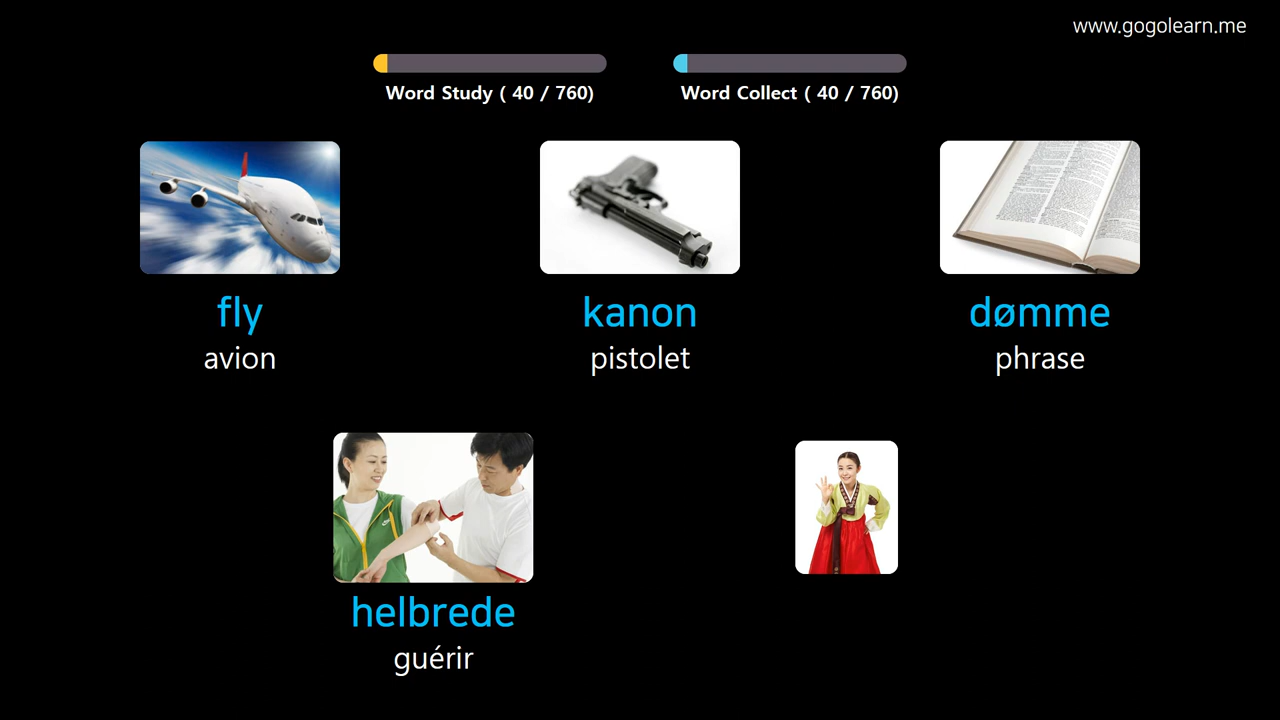 www.gogolearn.me
Word Study ( 40 / 760)
Word Collect ( 40 / 760)
fly
avion
kanon
pistolet
dømme
phrase
helbrede
guérir